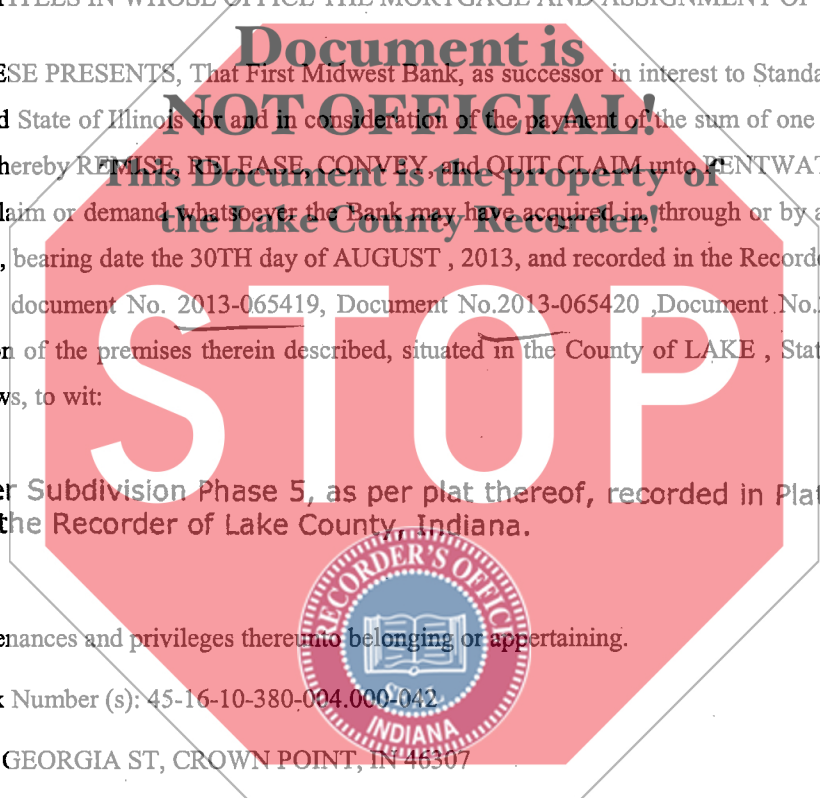 TITLES IN WHOSE OFFICE THE MORTGAGE AND ASSIGNMENT OF
Document is
ESE PRESENTS, That First Midwest Bank, as successor in interest to Standa
NOT OFFICIAL!
d State of Illinois for and in consideration of the payment of the sum of one
This Document is the property of
hereby REMISE, RELEASE, CONVEY, and QUIT CLAIM unto PENTWAT
the Lake County Recorder!
laim or demand whatsoever the Bank may have acquired in, through or by a
, bearing date the 30TH day of AUGUST , 2013, and recorded in the Recorde
document No. 2013-065419, Document No.2013-065420 ,Document No.
STOP
on of the premises therein described, situated in the County of LAKE , Stat
ws, to wit:
er Subdivision Phase 5, as per plat thereof, recorded in Plat
the Recorder of Lake County, Indiana.
RECORDER'S OFFICE
enances and privileges thereunto belonging or appertaining.
x Number (s): 45-16-10-380-004.000-042
INDIANA
GEORGIA ST, CROWN POINT, IN 46307